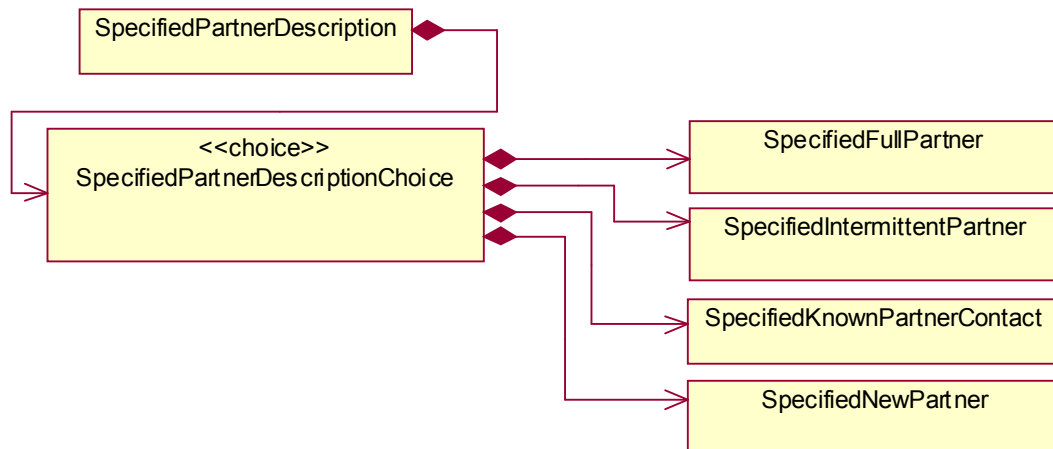 SpecifiedPartnerDescription
<<choice>>
SpecifiedPartnerDescriptionChoice
SpecifiedFullPartner
SpecifiedIntermittentPartner
SpecifiedKnownPartnerContact
SpecifiedNewPartner